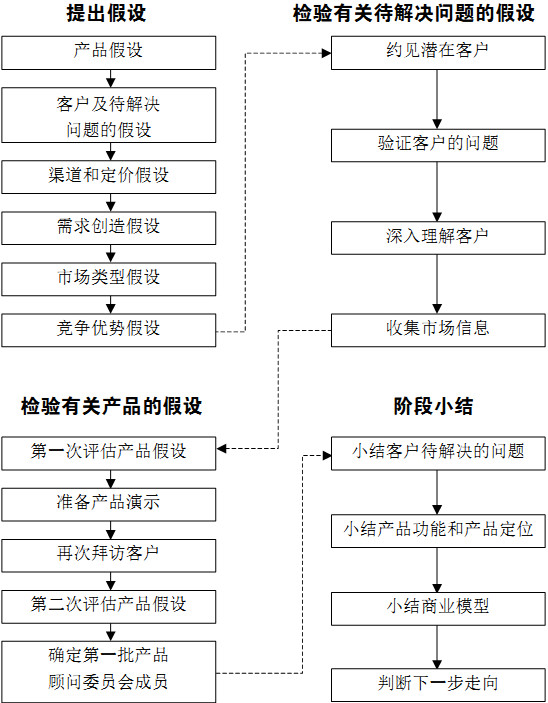 提出假设
产品假设
客户及待解决
问题的假设
渠道和定价假设
需求创造假设
市场类型假设
竞争优势假设
检验有关待解决问题的假设
约见潜在客户
验证客户的问题
深入理解客户
收集市场信息
检验有关产品的假设
第一次评估产品假设
准备产品演示
再次拜访客户
第二次评估产品假设
确定第一批产品
顾问委员会成员
阶段小结
小结客户待解决的问题
小结产品功能和产品定位
小结商业模型
判断下一步走向